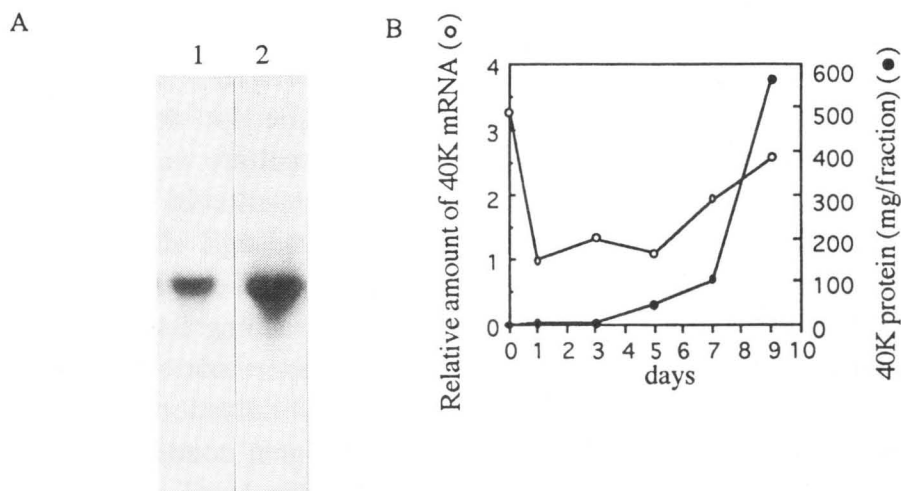 A
1 2
B
Relative amount of 40K mRNA (o)
4
3
2
1
0
600
500
400
300
200
100
0
40K protein (mg/fraction) (●)
0 1 2 3 4 5 6 7 8 9 10
days